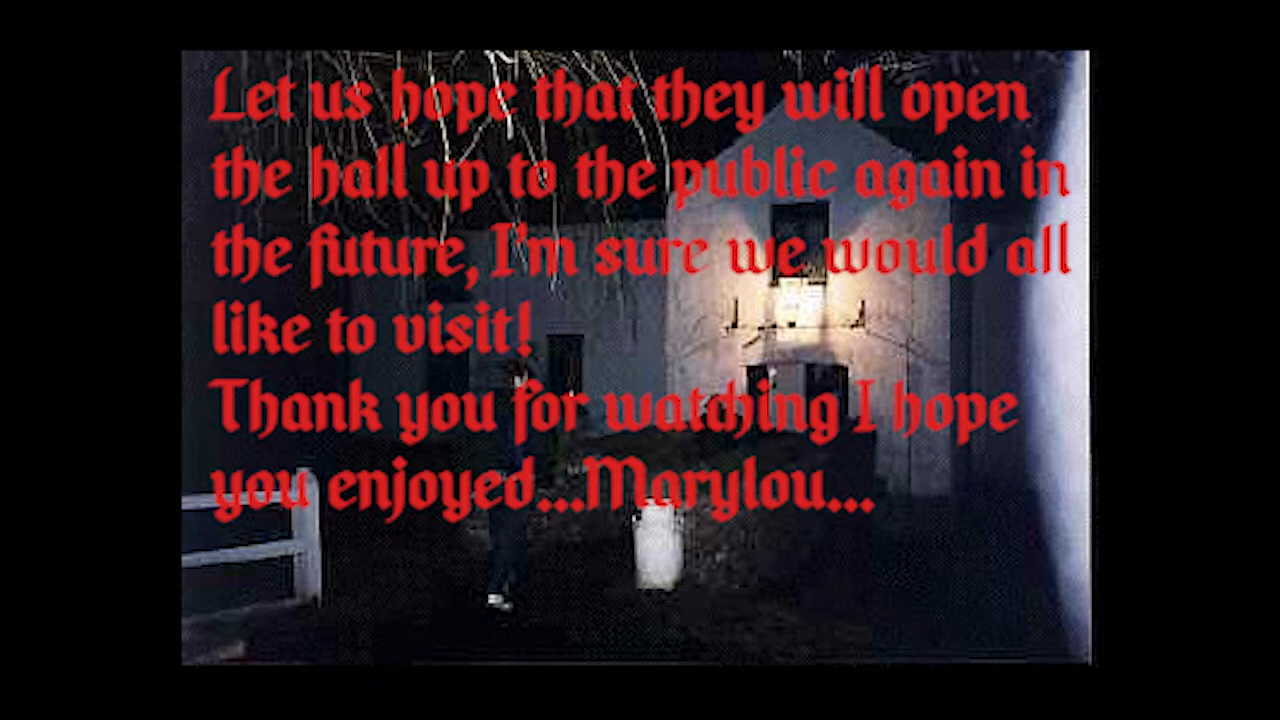 Let us hope that they will open
the hall up to the public again in
the future, I'm sure we would all
like to visit!
Thank you for watching I hope
you enjoyed...Marylou...